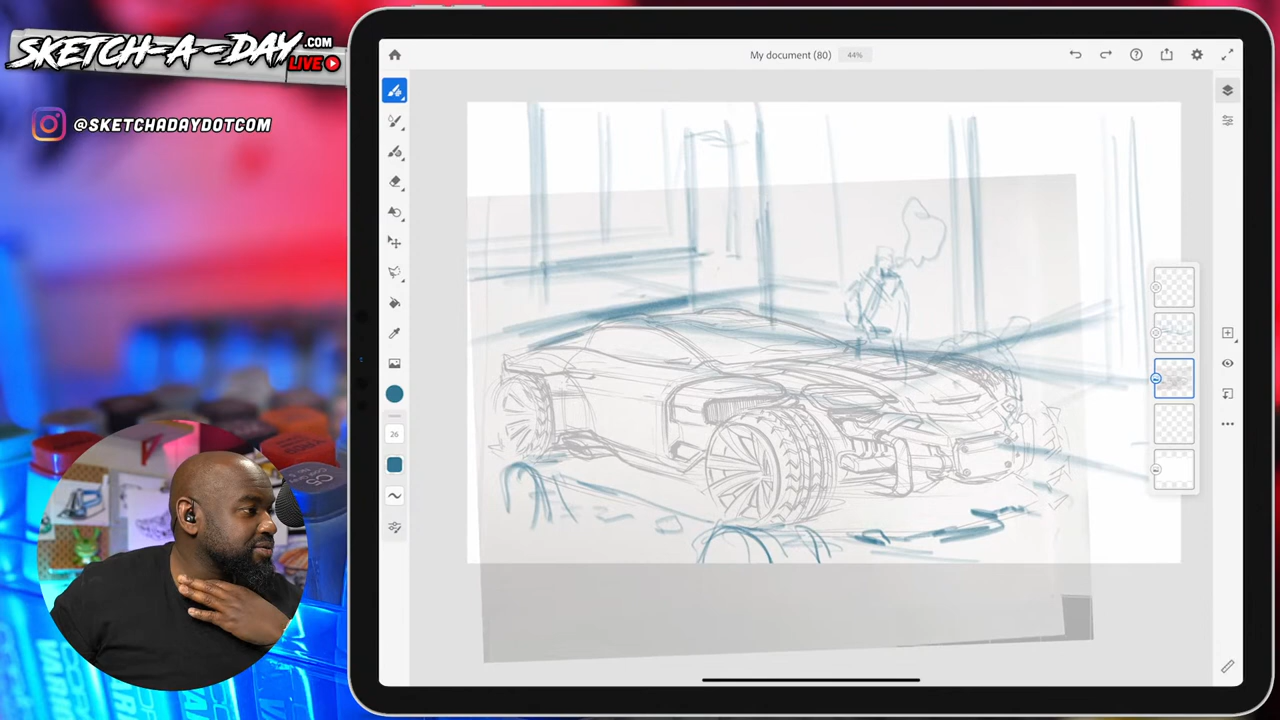 SKETCH-A-DAY.COM
LIVE
@SKETCHADAYDOTCOM
My document (80) 44%
26